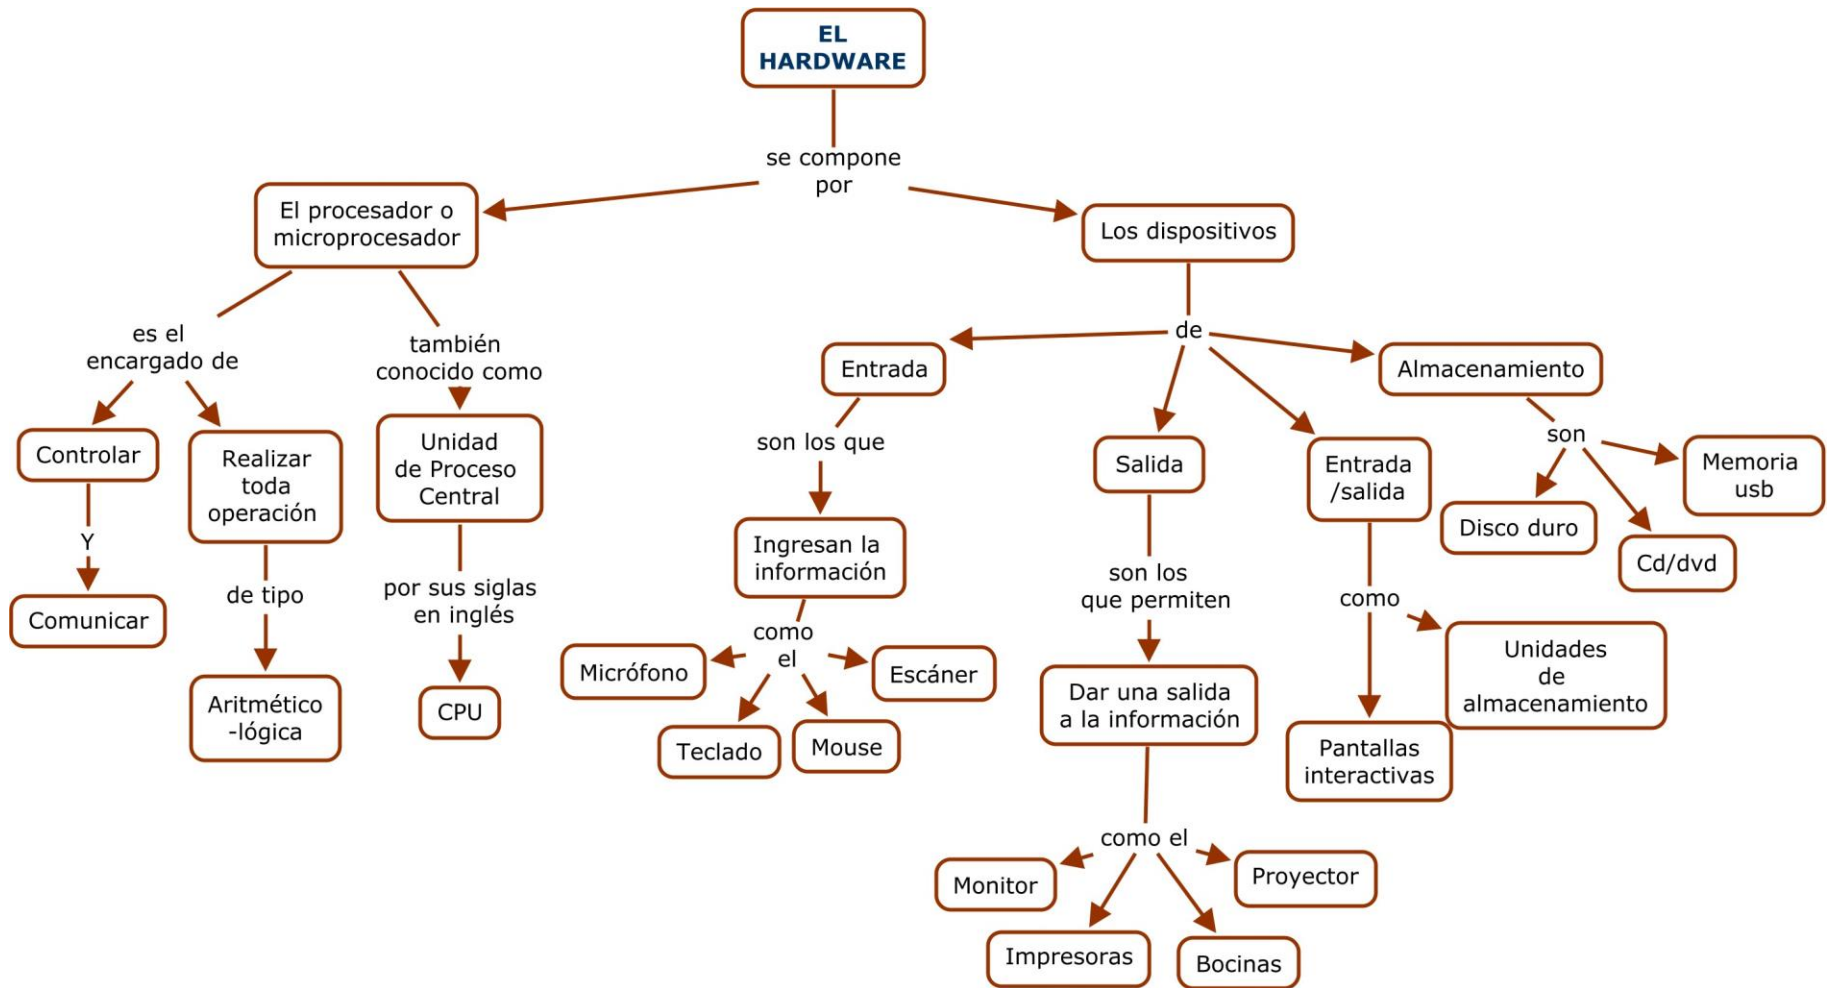 EL
HARDWARE
se compone
por
El procesador o
microprocesador
es el
encargado de
Controlar
Y
Comunicar
Realizar
toda
operación
de tipo
Aritmético
-lógica
también
conocido como
Unidad
de Proceso
Central
por sus siglas
en inglés
CPU
Los dispositivos
de
Entrada
son los que
Ingresan la
información
como
el
Micrófono
Teclado
Mouse
Escáner
Salida
son los
que permiten
Dar una salida
a la información
como el
Monitor
Impresoras
Bocinas
Proyector
Entrada
/salida
como
Pantallas
interactivas
Unidades
de
almacenamiento
Almacenamiento
son
Disco duro
Cd/dvd
Memoria
usb